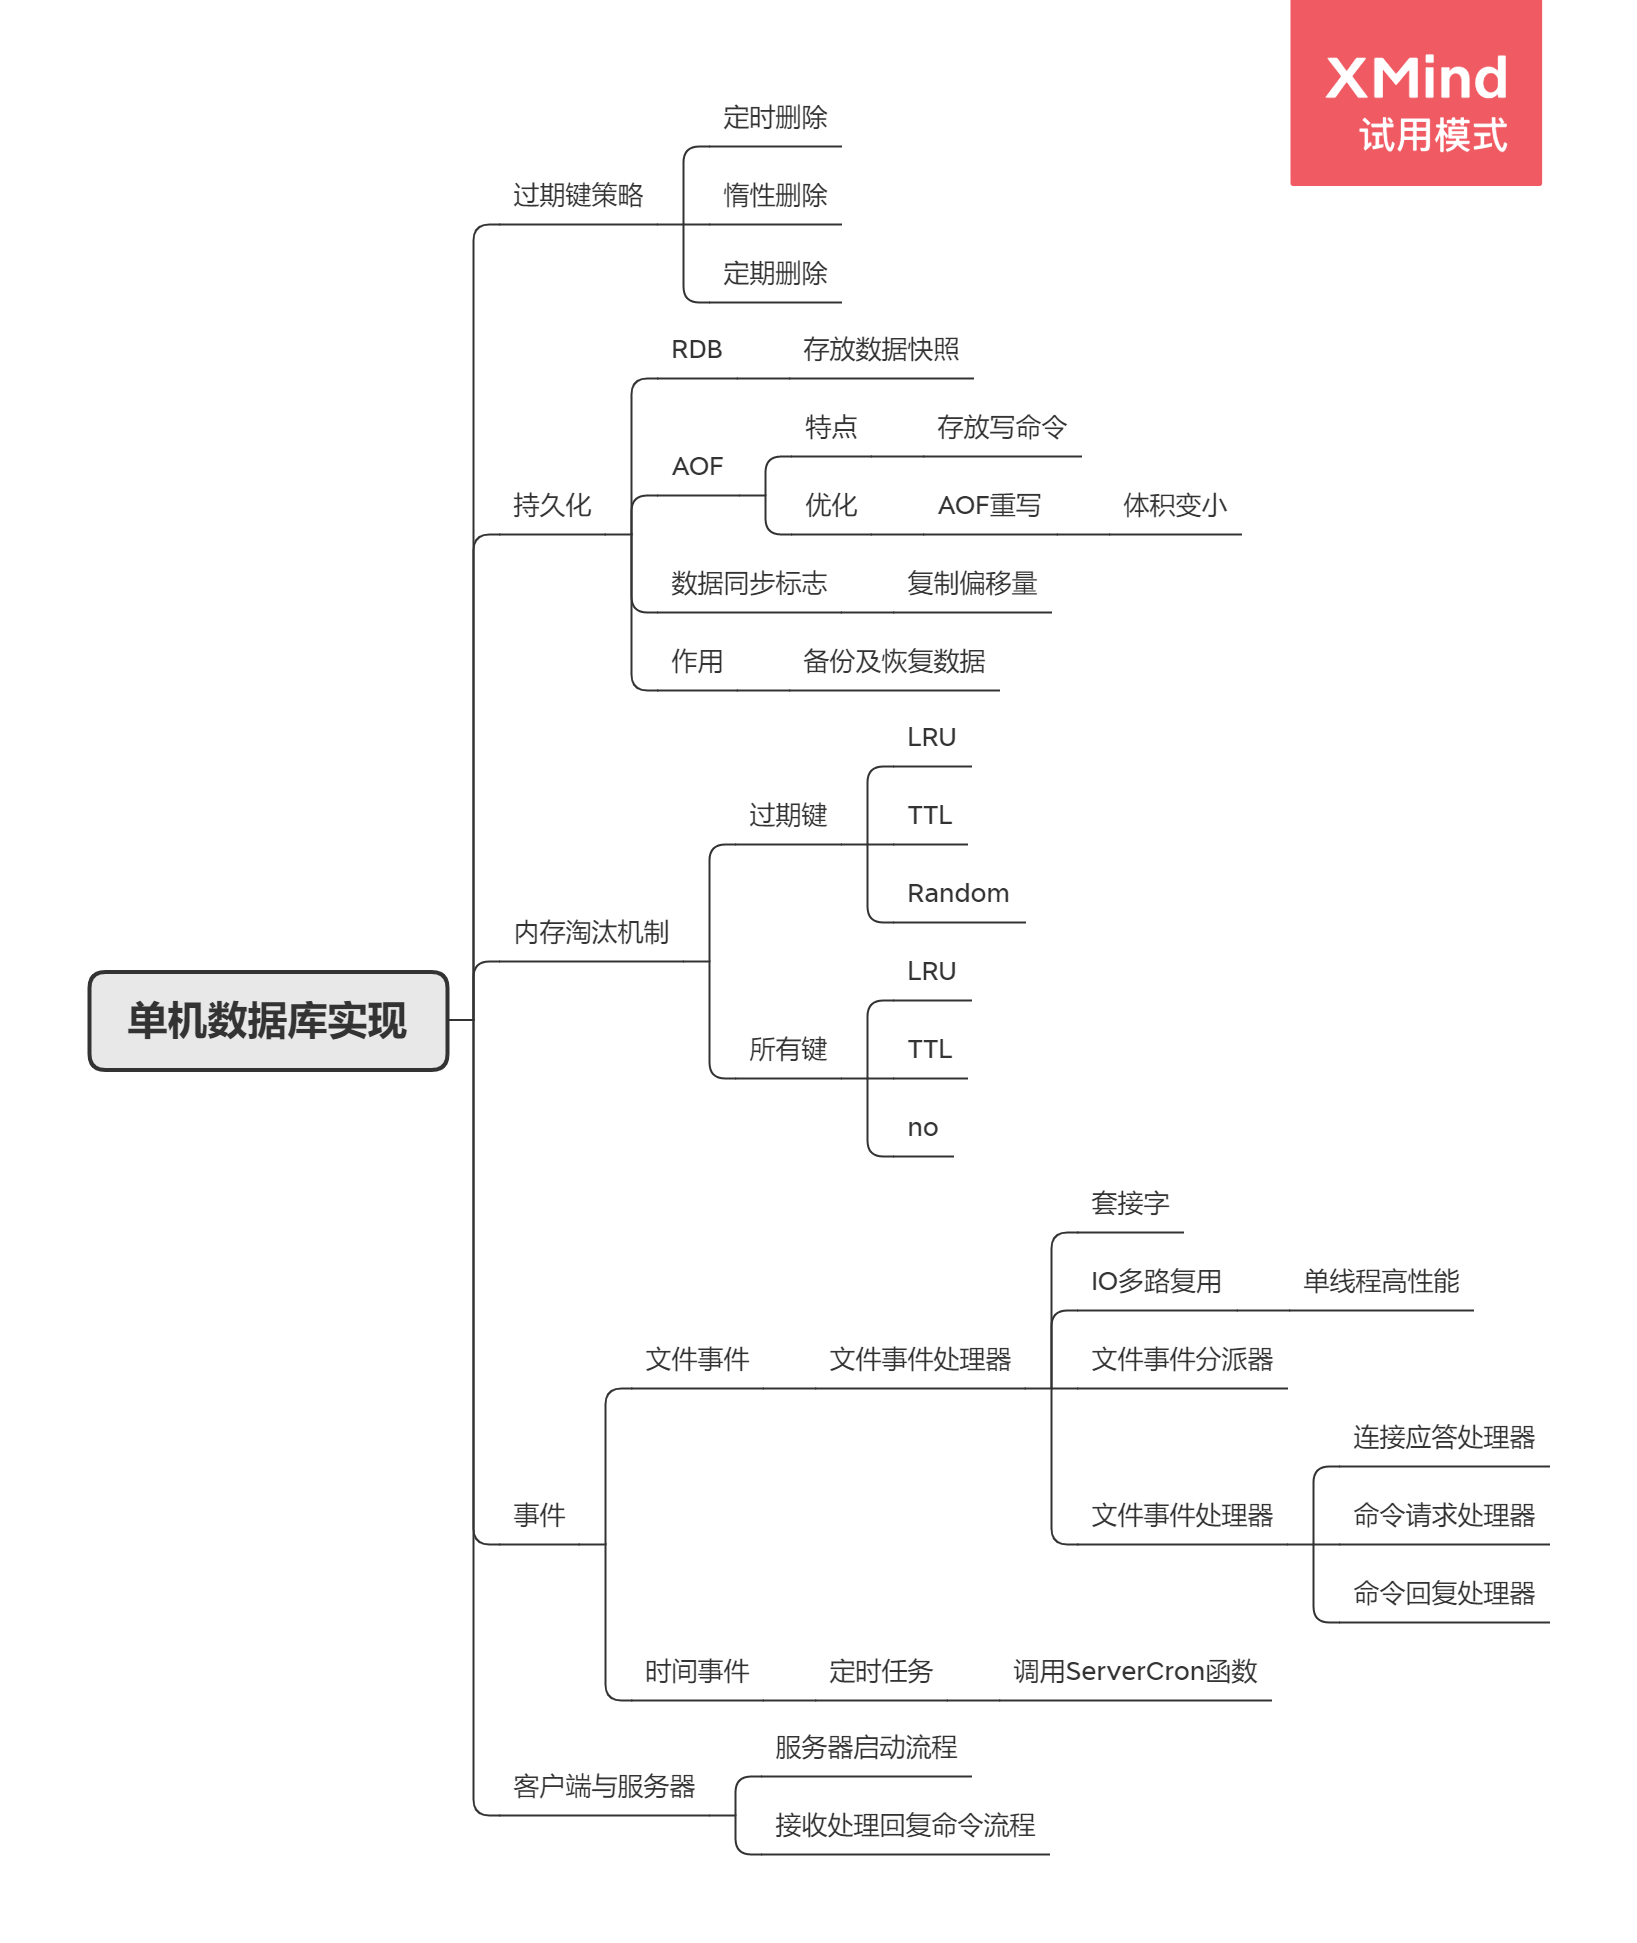 XMind
试用模式
定时删除
过期键策略
惰性删除
定期删除
RDB
存放数据快照
特点
存放写命令
AOF
持久化
优化
AOF重写
体积变小
数据同步标志
复制偏移量
作用
备份及恢复数据
LRU
过期键
TTL
Random
内存淘汰机制
LRU
单机数据库实现
所有键
TTL
no
套接字
IO多路复用
单线程高性能
文件事件
文件事件处理器
文件事件分派器
连接应答处理器
事件
文件事件处理器
命令请求处理器
命令回复处理器
时间事件
定时任务
调用ServerCron函数
服务器启动流程
客户端与服务器
接收处理回复命令流程